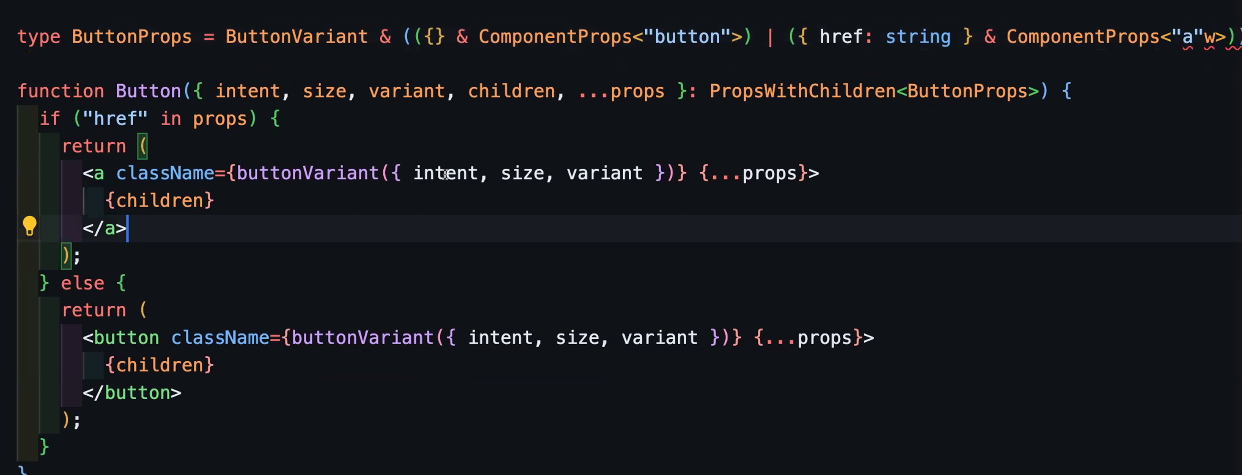 type ButtonProps = ButtonVariant & (({} & ComponentProps<"button">) | ({ href: string } & ComponentProps<"a"w>))
function Button({ intent, size, variant, children, ...props }: PropsWithChildren<ButtonProps>) {
if ("href" in props) {
return (
<a className={buttonVariant({ intent, size, variant })} {...props}>
{children}
</a>
);
} else {
return (
<button className={buttonVariant({ intent, size, variant })} {...props}>
{children}
</button>
);
}
}